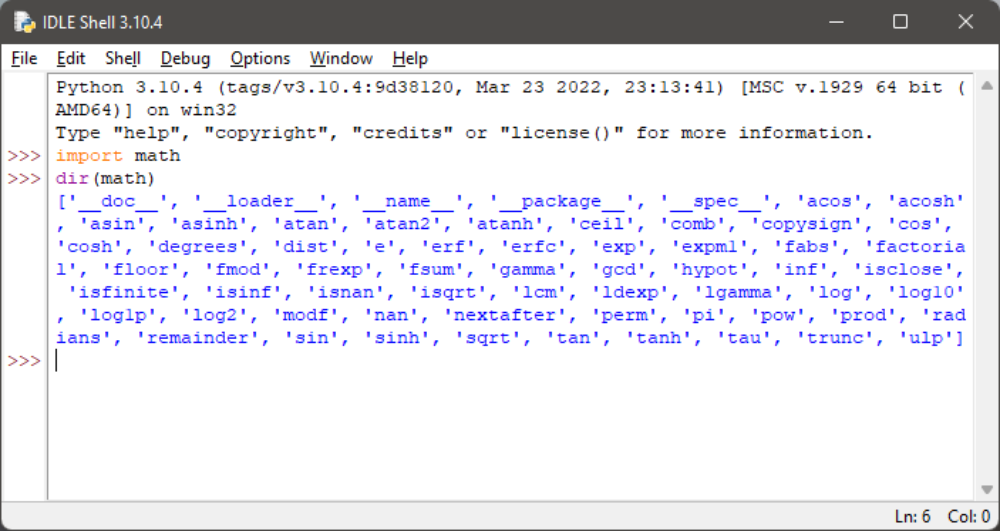 IDLE Shell 3.10.4
File Edit Shell Debug Options Window Help
Python 3.10.4 (tags/v3.10.4:9d38120, Mar 23 2022, 23:13:41) [MSC v.1929 64 bit (
AMD64)] on win32
Type "help", "copyright", "credits" or "license()" for more information.
>>> import math
>>> dir(math)
['__doc__', '__loader__', '__name__', '__package__', '__spec__', 'acos', 'acosh'
, 'asin', 'asinh', 'atan', 'atan2', 'atanh', 'ceil', 'comb', 'copysign', 'cos',
'cosh', 'degrees', 'dist', 'e', 'erf', 'erfc', 'exp', 'expm1', 'fabs', 'factoria
l', 'floor', 'fmod', 'frexp', 'fsum', 'gamma', 'gcd', 'hypot', 'inf', 'isclose',
'isfinite', 'isinf', 'isnan', 'isqrt', 'lcm', 'ldexp', 'lgamma', 'log', 'log10'
, 'log1p', 'log2', 'modf', 'nan', 'nextafter', 'perm', 'pi', 'pow', 'prod', 'rad
ians', 'remainder', 'sin', 'sinh', 'sqrt', 'tan', 'tanh', 'tau', 'trunc', 'ulp']
>>>
Ln: 6 Col: 0